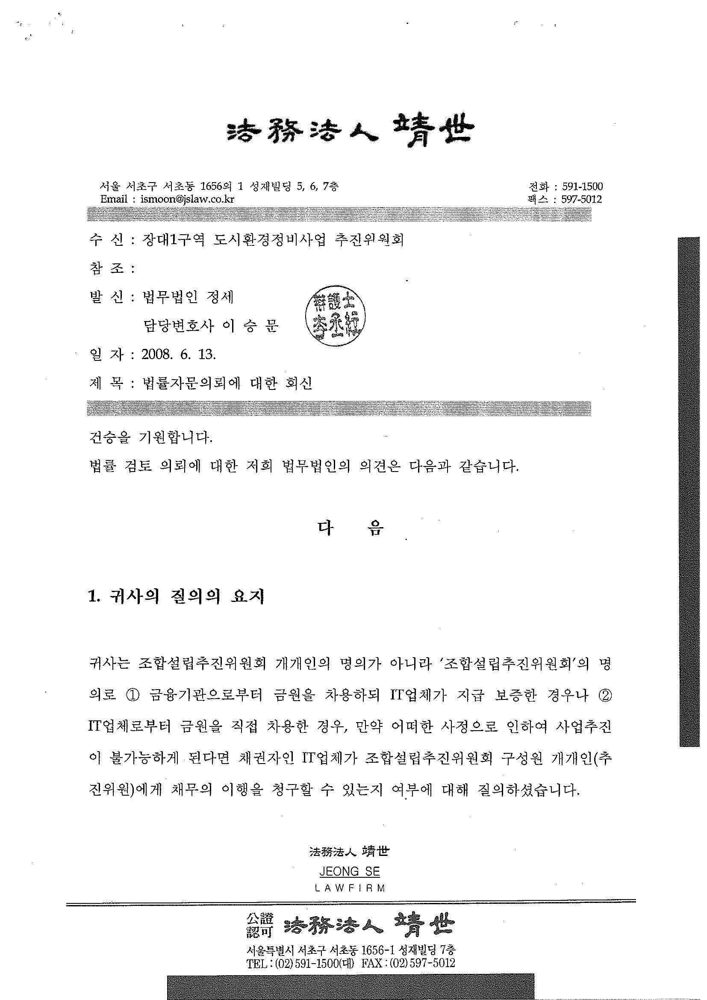 法務法人 靖世
서울 서초구 서초동 1656의 1 성재빌딩 5, 6, 7층 전화 : 591-1500
Email : ismoon@jslaw.co.kr 팩스 : 597-5012
수 신 : 장대1구역 도시환경정비사업 추진위원회
참 조 :
발 신 : 법무법인 정세
辯護士
담당변호사 이 승 문
李丞
일 자 : 2008. 6. 13.
제 목 : 법률자문의뢰에 대한 회신
건승을 기원합니다.
법률 검토 의뢰에 대한 저희 법무법인의 의견은 다음과 같습니다.
다 음
1. 귀사의 질의의 요지
귀사는 조합설립추진위원회 개개인의 명의가 아니라 '조합설립추진위원회'의 명
의로 ① 금융기관으로부터 금원을 차용하되 IT업체가 지급 보증한 경우나 ②
IT업체로부터 금원을 직접 차용한 경우, 만약 어떠한 사정으로 인하여 사업추진
이 불가능하게 된다면 채권자인 IT업체가 조합설립추진위원회 구성원 개개인(추
진위원)에게 채무의 이행을 청구할 수 있는지 여부에 대해 질의하셨습니다.
法務法人 靖世
JEONG SE
LAWFIRM
公證
認可 法務法人 靖世
서울특별시 서초구 서초동 1656-1 성재빌딩 7층
TEL : (02) 591-1500(대) FAX : (02) 597-5012